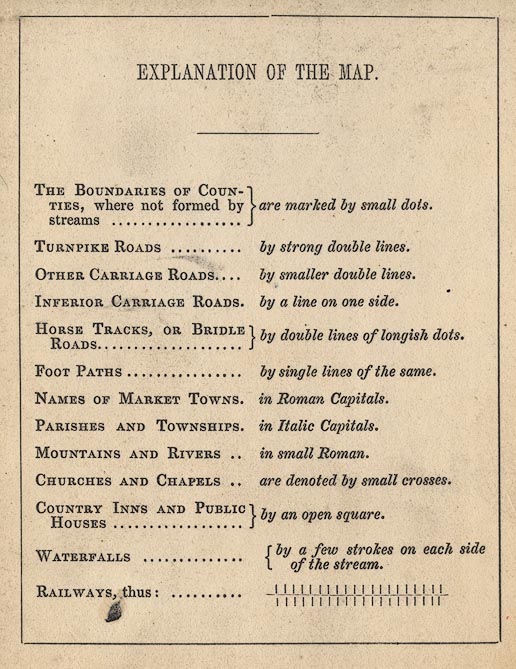 EXPLANATION OF THE MAP.
THE BOUNDARIES OF COUN-
TIES, where not formed by
streams .................. } are marked by small dots.
TURNPIKE ROADS .......... by strong double lines.
OTHER CARRIAGE ROADS.... by smaller double lines.
INFERIOR CARRIAGE ROADS. by a line on one side.
HORSE TRACKS, OR BRIDLE
ROADS.................... } by double lines of longish dots.
FOOT PATHS ................ by single lines of the same.
NAMES OF MARKET TOWNS. in Roman Capitals.
PARISHES AND TOWNSHIPS. in Italic Capitals.
MOUNTAINS AND RIVERS .. in small Roman.
CHURCHES AND CHAPELS .. are denoted by small crosses.
COUNTRY INNS AND PUBLIC
HOUSES .................. } by an open square.
WATERFALLS .............. { by a few strokes on each side
of the stream.
RAILWAYS, thus : ..........